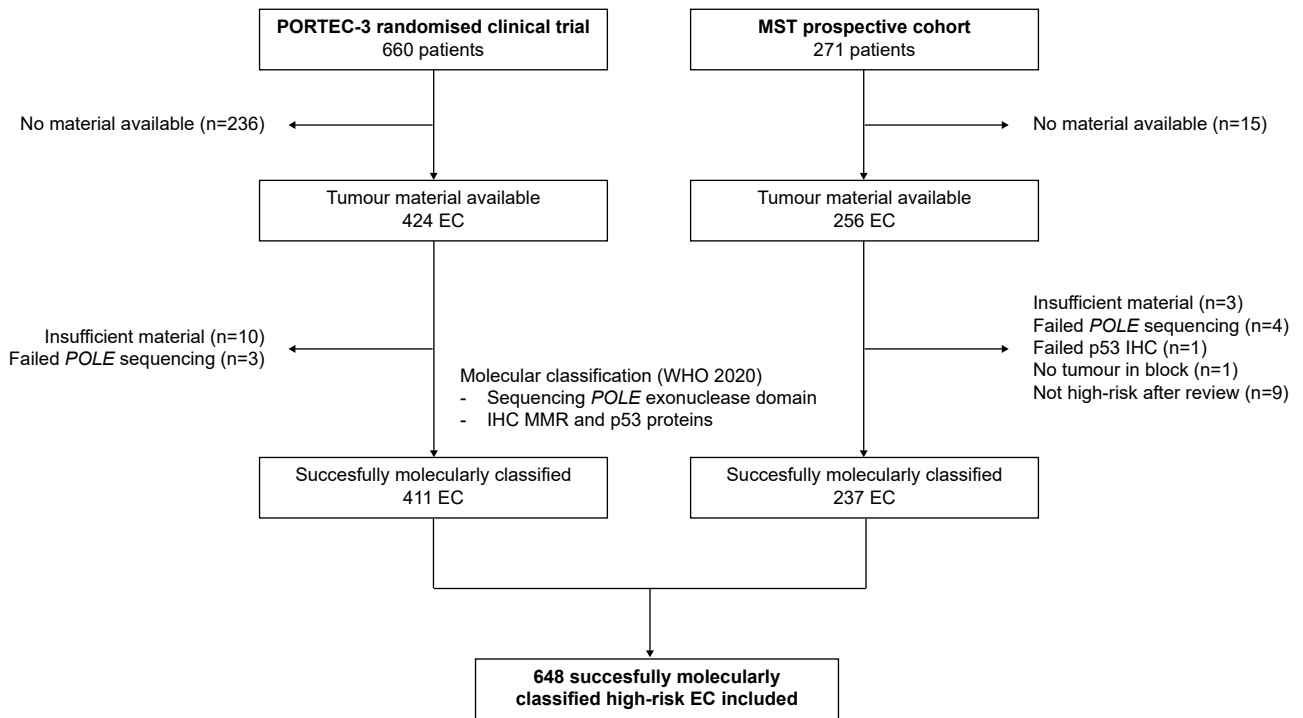 PORTEC-3 randomised clinical trial
660 patients
MST prospective cohort
271 patients
No material available (n=236)
No material available (n=15)
Tumour material available
424 EC
Tumour material available
256 EC
Insufficient material (n=10)
Failed POLE sequencing (n=3)
Insufficient material (n=3)
Failed POLE sequencing (n=4)
Failed p53 IHC (n=1)
No tumour in block (n=1)
Not high-risk after review (n=9)
Molecular classification (WHO 2020)
- Sequencing POLE exonuclease domain
- IHC MMR and p53 proteins
Succesfully molecularly classified
411 EC
Succesfully molecularly classified
237 EC
648 succesfully molecularly
classified high-risk EC included